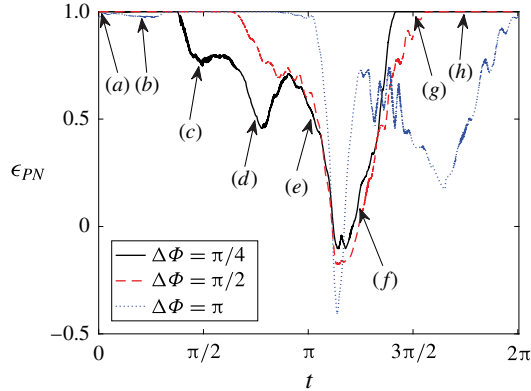 1.0
(a)
(b)
(g)
(h)
(c)
0.5
(d)
(e)
ϵ_PN
0
(f)
ΔΦ = π/4
ΔΦ = π/2
ΔΦ = π
−0.5
0 π/2 π 3π/2 2π
t